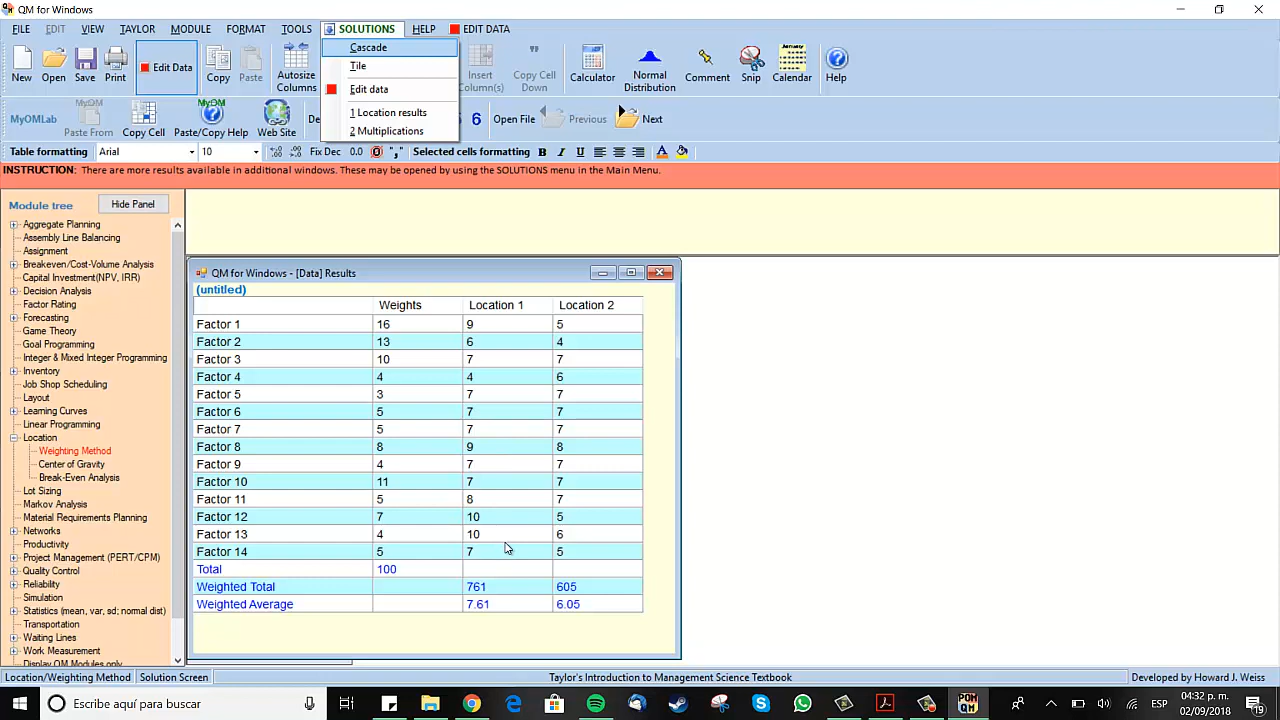 QM for Windows
FILE EDIT VIEW TAYLOR MODULE FORMAT TOOLS SOLUTIONS HELP EDIT DATA
Cascade
Tile
Edit data
1 Location results
2 Multiplications
New Open Save Print Edit Data Copy Paste Autosize Columns Insert Column(s) Copy Cell Down Calculator Normal Distribution Comment Snip Calendar Help
January
MyOMLab Paste From Copy Cell Paste/Copy Help Web Site De 6 Open File Previous Next
MyOM
MyOM
Table formatting Arial 10 Fix Dec 0.0 0 "," Selected cells formatting B I U A
INSTRUCTION: There are more results available in additional windows. These may be opened by using the SOLUTIONS menu in the Main Menu.
Module tree Hide Panel
Aggregate Planning
Assembly Line Balancing
Assignment
Breakeven/Cost-Volume Analysis
Capital Investment(NPV, IRR)
Decision Analysis
Factor Rating
Forecasting
Game Theory
Goal Programming
Integer & Mixed Integer Programming
Inventory
Job Shop Scheduling
Layout
Learning Curves
Linear Programming
Location
Weighting Method
Center of Gravity
Break-Even Analysis
Lot Sizing
Markov Analysis
Material Requirements Planning
Networks
Productivity
Project Management (PERT/CPM)
Quality Control
Reliability
Simulation
Statistics (mean, var, sd; normal dist)
Transportation
Waiting Lines
Work Measurement
Display OM Modules only
QM for Windows - [Data] Results
(untitled)
Weights Location 1 Location 2
Factor 1 16 9 5
Factor 2 13 6 4
Factor 3 10 7 7
Factor 4 4 4 6
Factor 5 3 7 7
Factor 6 5 7 7
Factor 7 5 7 7
Factor 8 8 9 8
Factor 9 4 7 7
Factor 10 11 7 7
Factor 11 5 8 7
Factor 12 7 10 5
Factor 13 4 10 6
Factor 14 5 7 5
Total 100
Weighted Total 761 605
Weighted Average 7.61 6.05
Location/Weighting Method Solution Screen Taylor's Introduction to Management Science Textbook Developed by Howard J. Weiss
Escribe aquí para buscar
POM QM
ESP
04:32 p. m.
02/09/2018
19